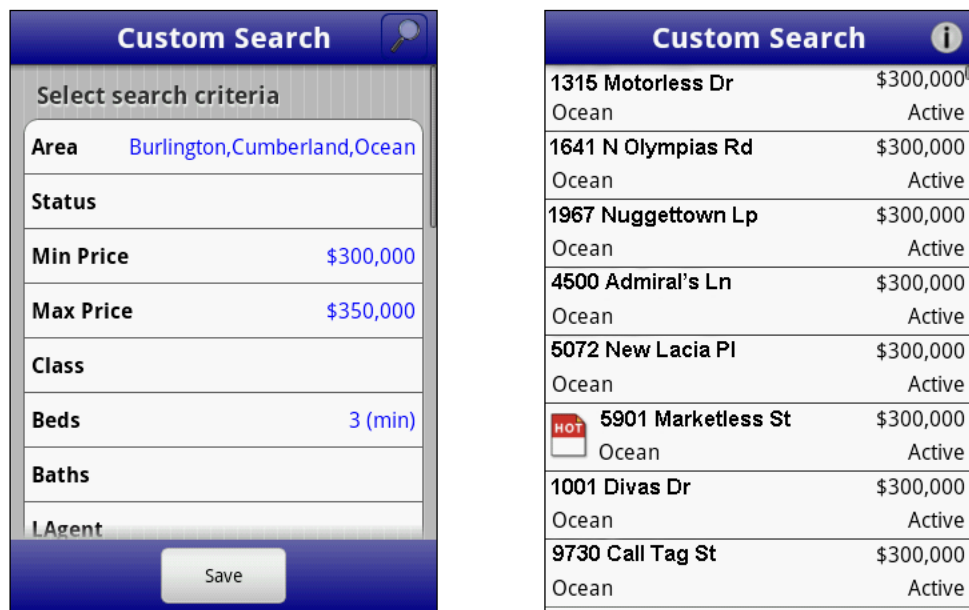 Custom Search
Select search criteria
Area Burlington,Cumberland,Ocean
Status
Min Price $300,000
Max Price $350,000
Class
Beds 3 (min)
Baths
LAgent
Save
Custom Search
1315 Motorless Dr $300,000
Ocean Active
1641 N Olympias Rd $300,000
Ocean Active
1967 Nuggettown Lp $300,000
Ocean Active
4500 Admiral's Ln $300,000
Ocean Active
5072 New Lacia Pl $300,000
Ocean Active
HOT 5901 Marketless St $300,000
Ocean Active
1001 Divas Dr $300,000
Ocean Active
9730 Call Tag St $300,000
Ocean Active